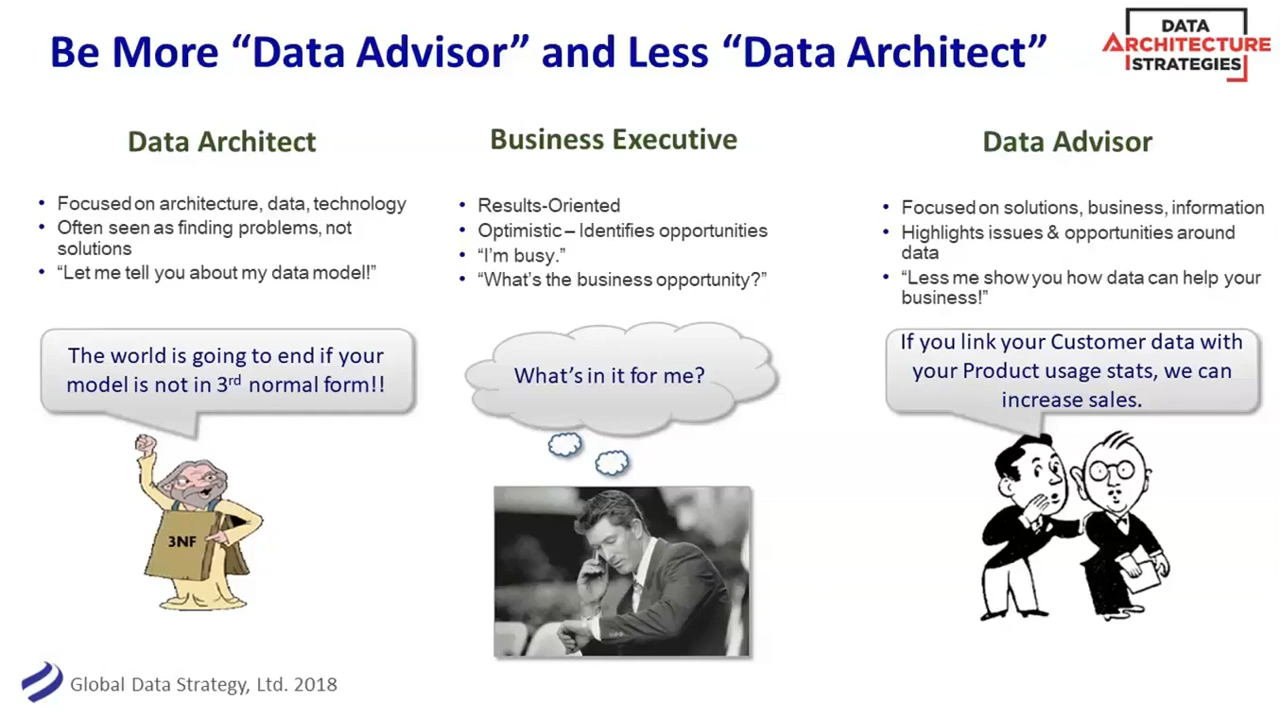 Be More “Data Advisor” and Less “Data Architect”
DATA
ARCHITECTURE
STRATEGIES
Data Architect
• Focused on architecture, data, technology
• Often seen as finding problems, not
solutions
• “Let me tell you about my data model!”
The world is going to end if your
model is not in 3rd normal form!!
3NF
Business Executive
• Results-Oriented
• Optimistic – Identifies opportunities
• “I’m busy.”
• “What’s the business opportunity?”
What’s in it for me?
Data Advisor
• Focused on solutions, business, information
• Highlights issues & opportunities around
data
• “Less me show you how data can help your
business!”
If you link your Customer data with
your Product usage stats, we can
increase sales.
Global Data Strategy, Ltd. 2018